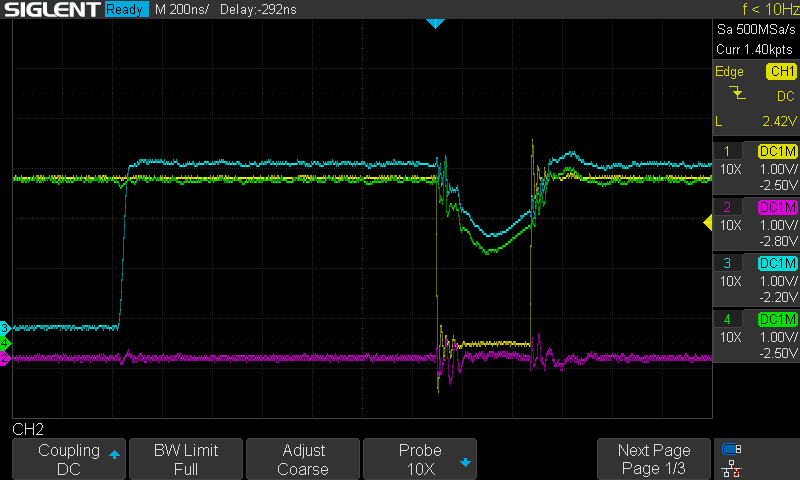 SIGLENT Ready M 200ns/ Delay:-292ns f < 10Hz
Sa 500MSa/s
Curr 1.40kpts
Edge CH1
DC
L 2.42V
1 DC1M
10X 1.00V/
-2.50V
2 DC1M
10X 1.00V/
-2.80V
3 DC1M
10X 1.00V/
-2.20V
4 DC1M
10X 1.00V/
-2.50V
3
4
2
CH2
Coupling
DC
BW Limit
Full
Adjust
Coarse
Probe
10X
Next Page
Page 1/3